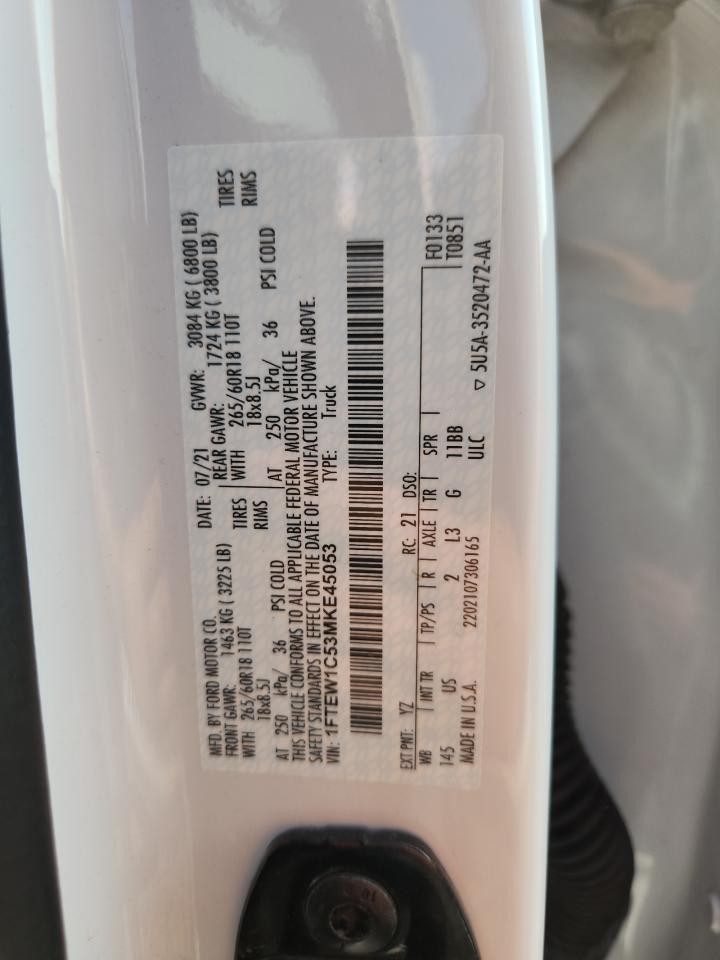 MFD. BY FORD MOTOR CO. DATE: 07/21 GVWR: 3084 KG ( 6800 LB)
FRONT GAWR: 1463 KG ( 3225 LB) REAR GAWR: 1724 KG ( 3800 LB)
WITH 265/60R18 110T TIRES WITH 265/60R18 110T TIRES
18x8.5J RIMS 18x8.5J RIMS
AT 250 kPa/ 36 PSI COLD AT 250 kPa/ 36 PSI COLD
THIS VEHICLE CONFORMS TO ALL APPLICABLE FEDERAL MOTOR VEHICLE
SAFETY STANDARDS IN EFFECT ON THE DATE OF MANUFACTURE SHOWN ABOVE.
VIN: 1FTEW1C53MKE45053 TYPE: Truck
EXT PNT: YZ RC: 21 DSO: F0133
WB INT TR TP/PS R AXLE TR SPR T0851
145 US 2 L3 G 11BB
MADE IN U.S.A. 2202107306165 ULC ▽ 5U5A-3520472-AA